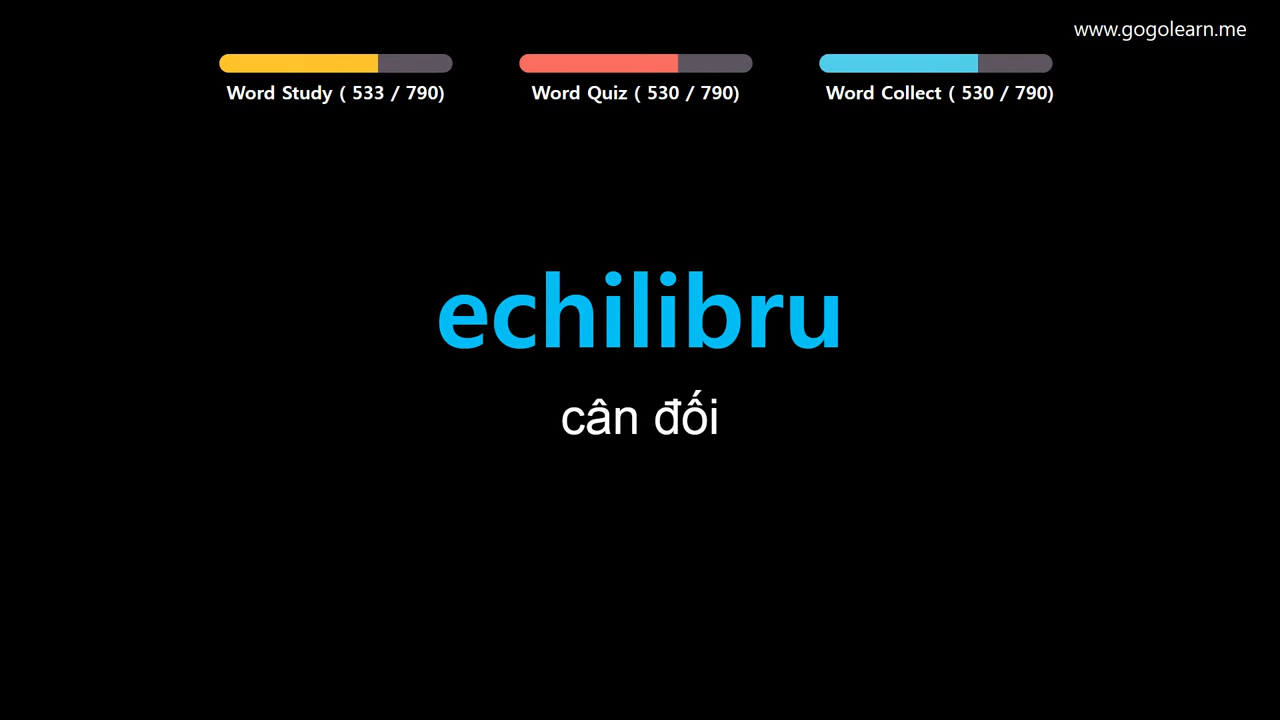 www.gogolearn.me
Word Study ( 533 / 790)
Word Quiz ( 530 / 790)
Word Collect ( 530 / 790)
echilibru
cân đối